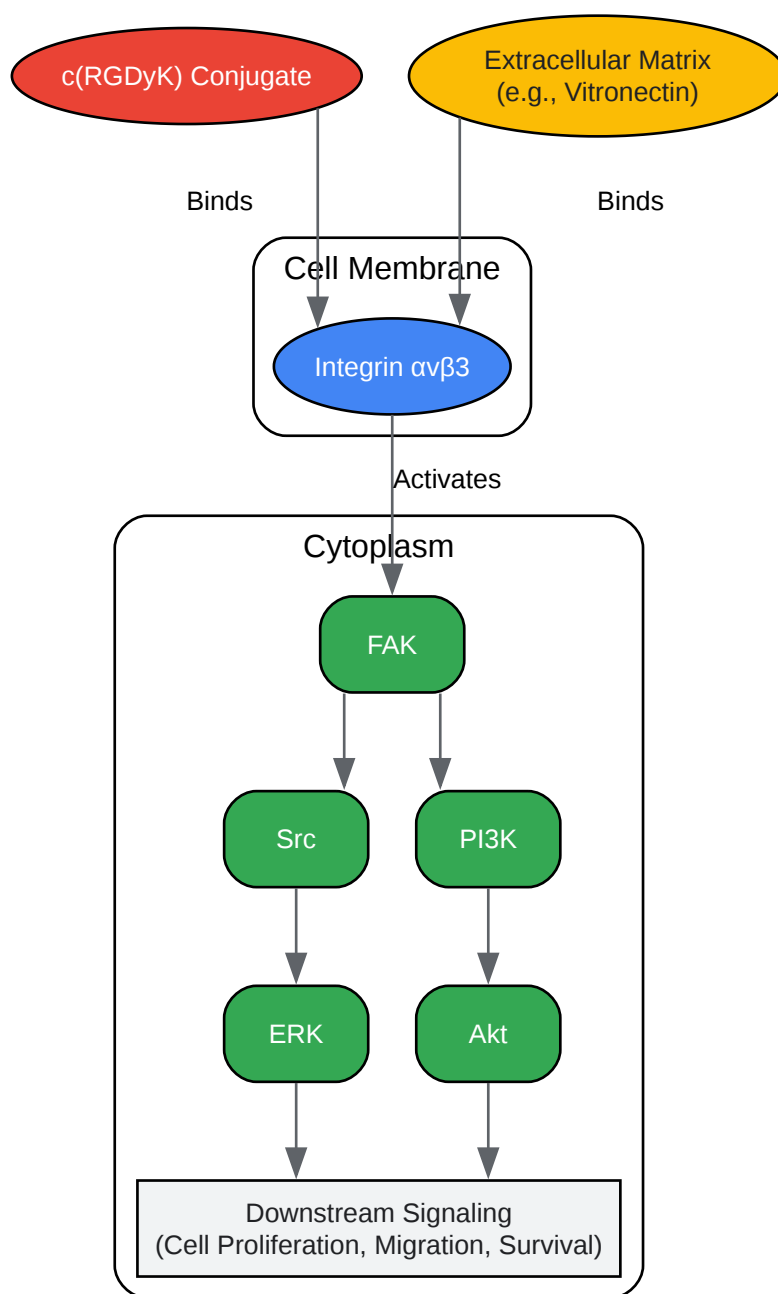 c(RGDyK) Conjugate
Extracellular Matrix
(e.g., Vitronectin)
Binds
Binds
Cell Membrane
Integrin αvβ3
Activates
Cytoplasm
FAK
Src
PI3K
ERK
Akt
Downstream Signaling
(Cell Proliferation, Migration, Survival)